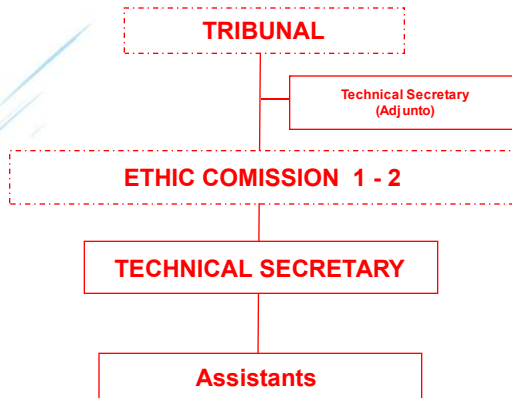 TRIBUNAL
Technical Secretary
(Adjunto)
ETHIC COMISSION 1 - 2
TECHNICAL SECRETARY
Assistants